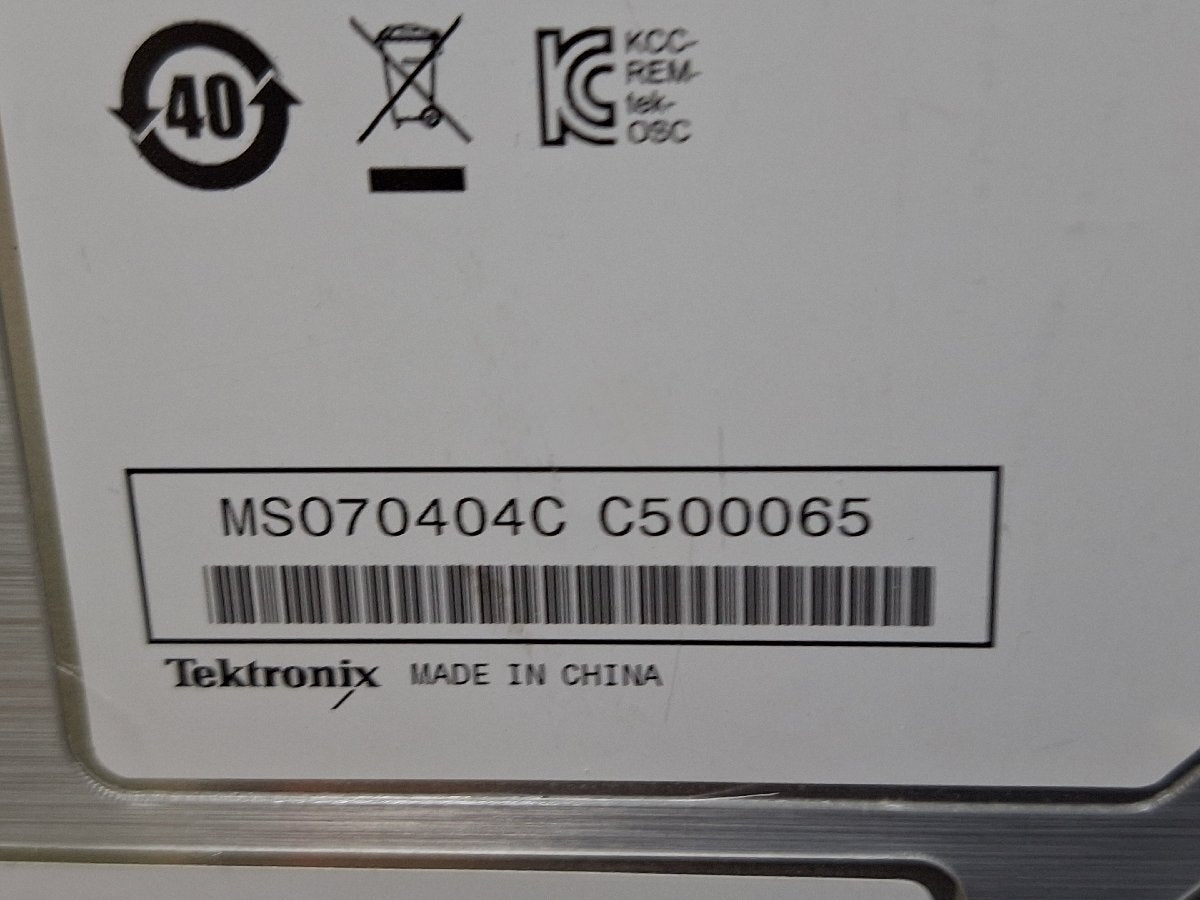 40
KCC-
REM-
tek-
OSC
MSO70404C C500065
Tektronix MADE IN CHINA